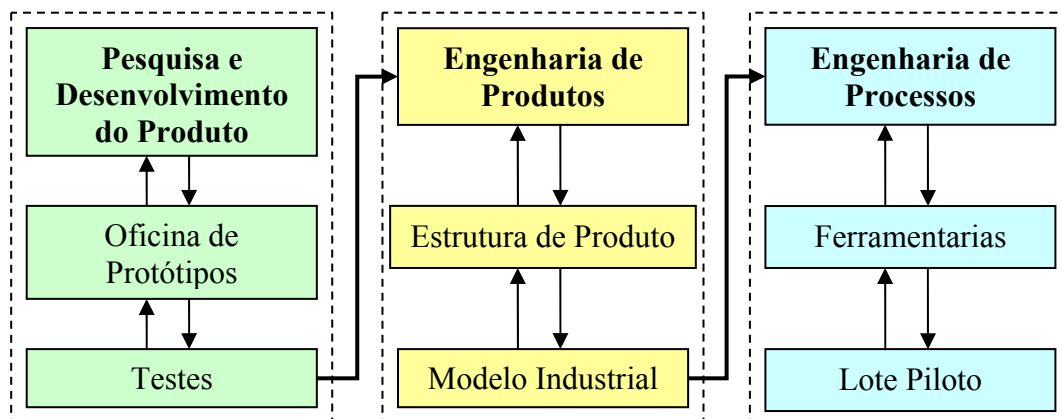 Pesquisa e
Desenvolvimento
do Produto
Oficina de
Protótipos
Testes
Engenharia de
Produtos
Estrutura de Produto
Modelo Industrial
Engenharia de
Processos
Ferramentarias
Lote Piloto